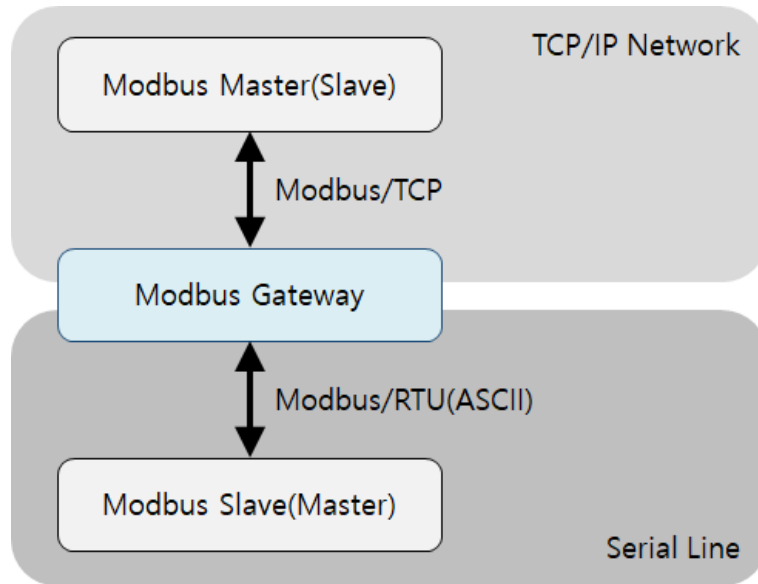 TCP/IP Network
Modbus Master(Slave)
Modbus/TCP
Modbus Gateway
Modbus/RTU(ASCII)
Modbus Slave(Master)
Serial Line